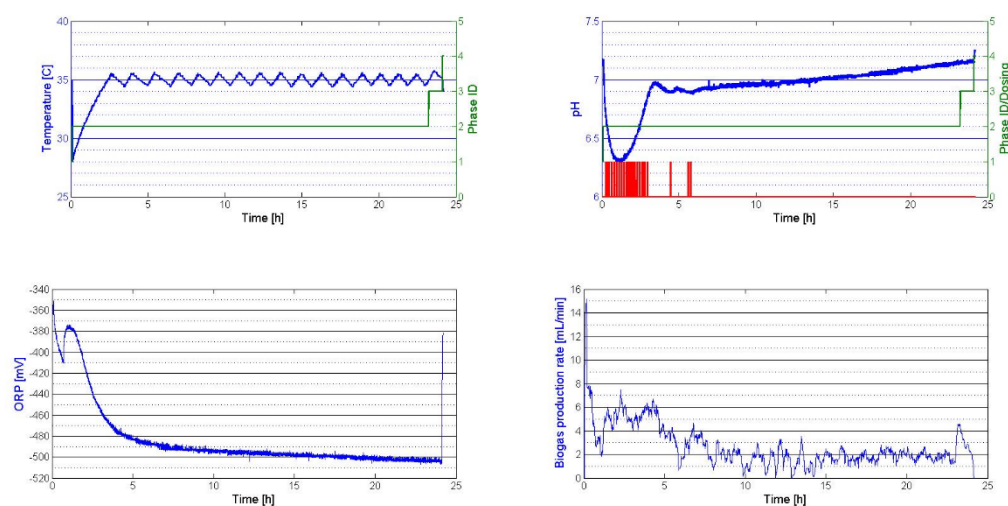 40
35
30
25
5
4
3
2
1
0
0 5 10 15 20 25
Temperature [C]
Phase ID
Time [h]
7.5
7
6.5
6
5
4
3
2
1
0
0 5 10 15 20 25
pH
Phase ID/Dosing
Time [h]
-340
-360
-380
-400
-420
-440
-460
-480
-500
-520
0 5 10 15 20 25
ORP [mV]
Time [h]
16
14
12
10
8
6
4
2
0
0 5 10 15 20 25
Biogas production rate [mL/min]
Time [h]